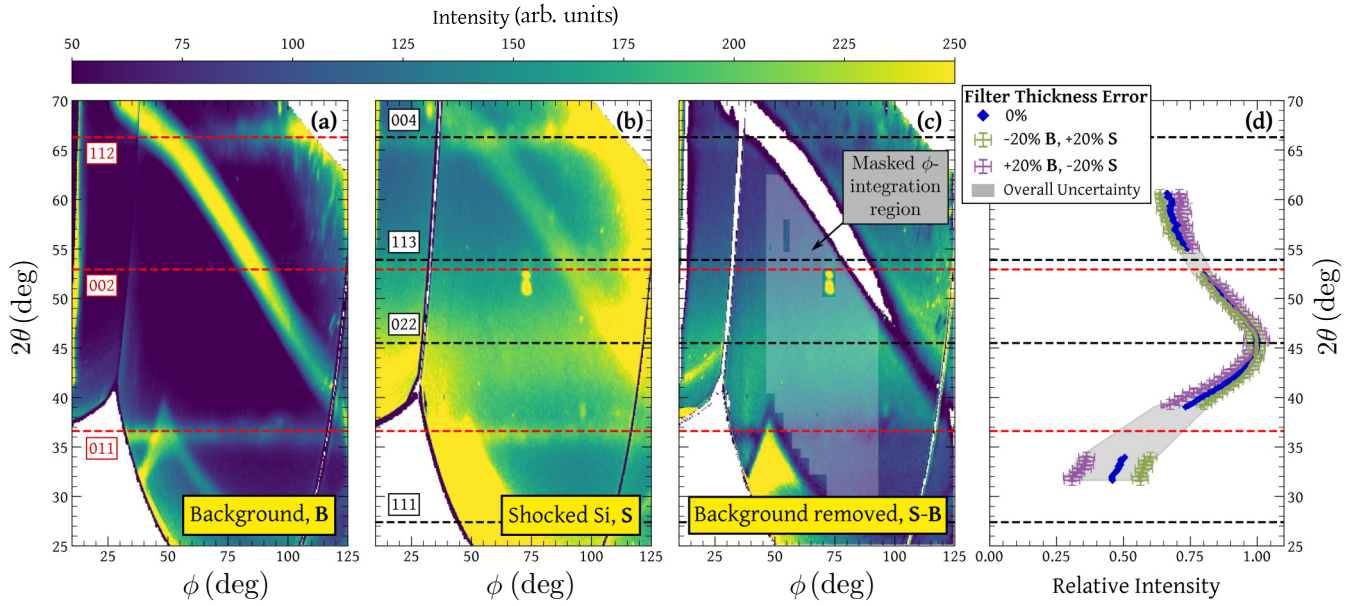 Intensity (arb. units)
50 75 100 125 150 175 200 225 250
2θ (deg)
70
65
60
55
50
45
40
35
30
25
(a)
112
002
011
Background, B
25 50 75 100 125
ϕ (deg)
(b)
004
113
022
111
Shocked Si, S
25 50 75 100 125
ϕ (deg)
(c)
Masked ϕ-
integration
region
Background removed, S-B
25 50 75 100 125
ϕ (deg)
Filter Thickness Error
0%
-20% B, +20% S
+20% B, -20% S
Overall Uncertainty
(d)
70
65
60
55
50
45
40
35
30
25
2θ (deg)
0.00 0.25 0.50 0.75 1.00
Relative Intensity